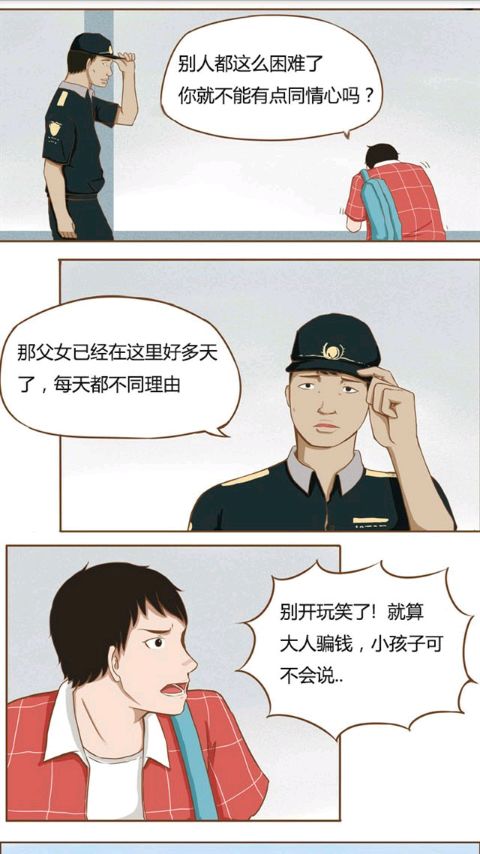 别人都这么困难了
你就不能有点同情心吗？
那父女已经在这里好多天
了，每天都不同理由
别开玩笑了！就算
大人骗钱，小孩子可
不会说..